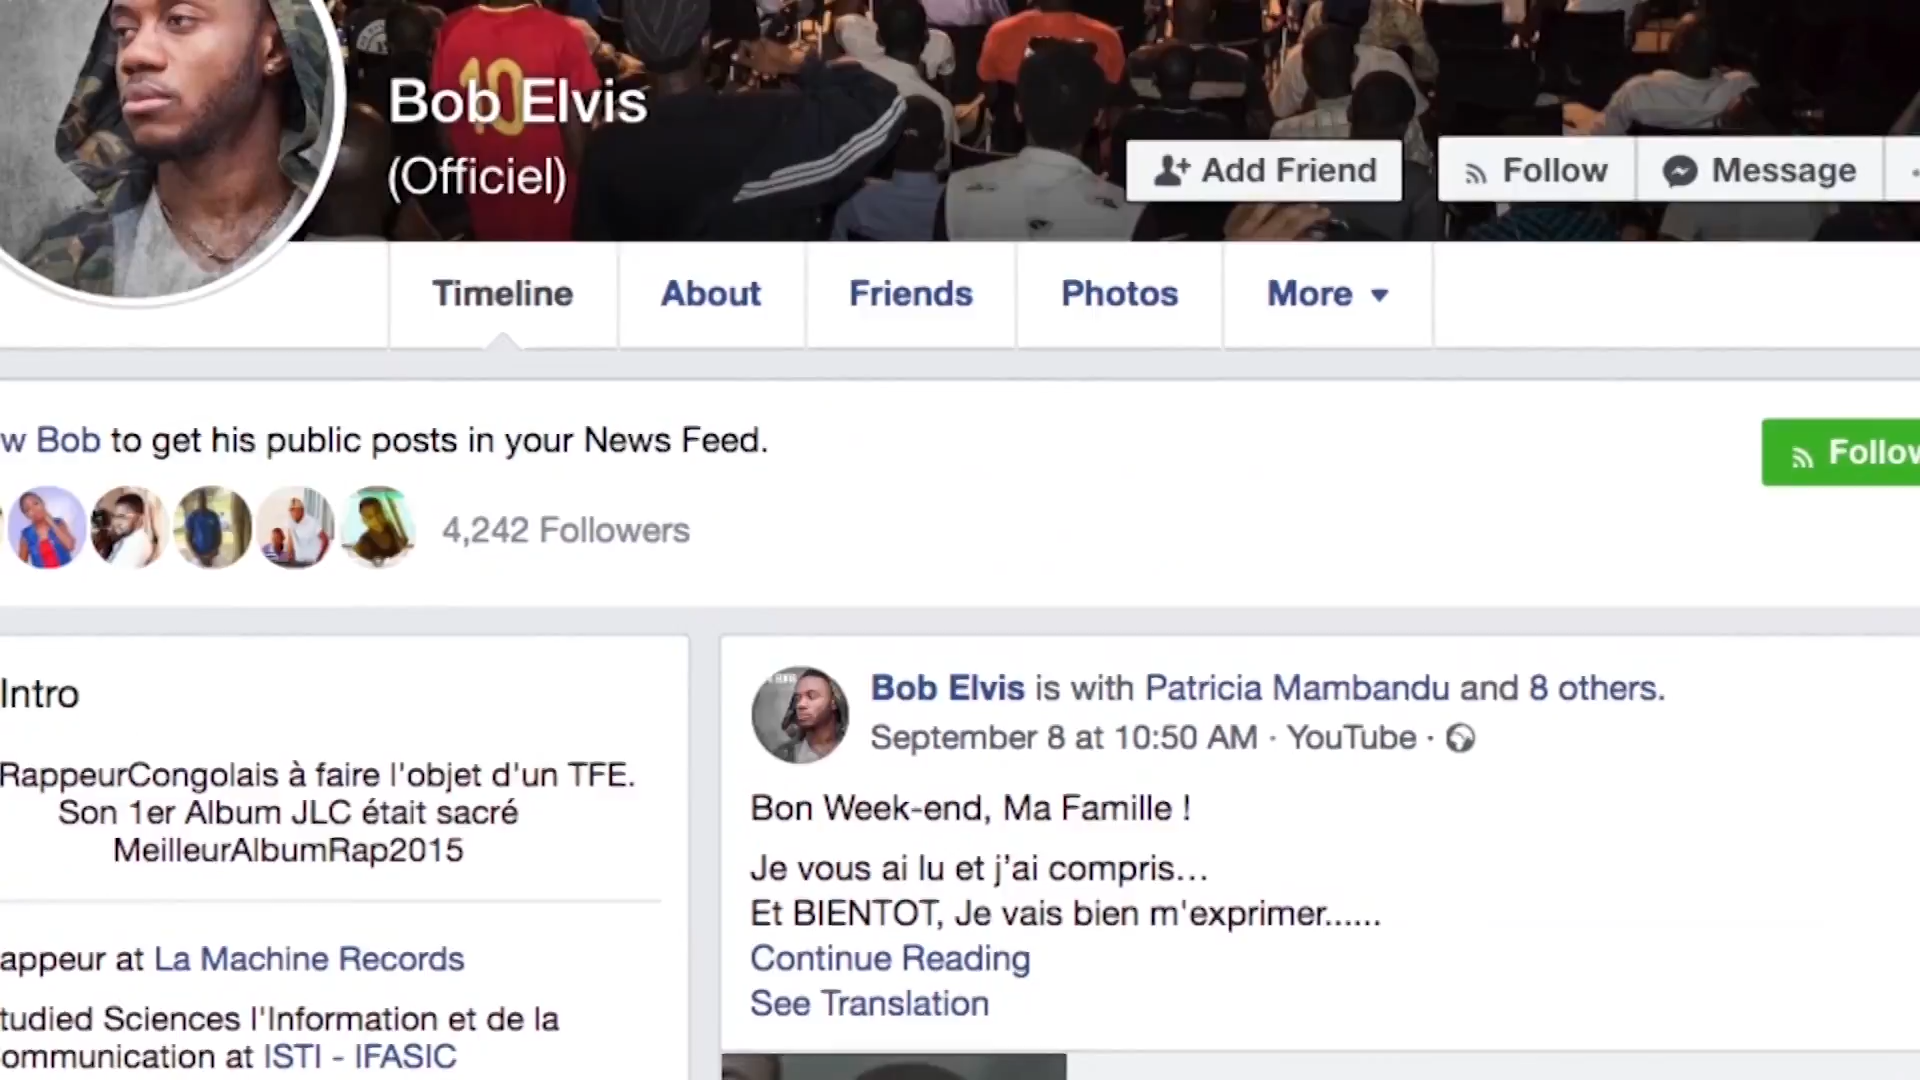 10
Bob Elvis
(Officiel)
Add Friend
Follow
Message
Timeline
About
Friends
Photos
More
Bob to get his public posts in your News Feed.
4,242 Followers
Intro
RappeurCongolais à faire l'objet d'un TFE.
Son 1er Album JLC était sacré
MeilleurAlbumRap2015
appeur at La Machine Records
tudied Sciences l'Information et de la
ommunication at ISTI - IFASIC
Bob Elvis is with Patricia Mambandu and 8 others.
September 8 at 10:50 AM · YouTube ·
Bon Week-end, Ma Famille !
Je vous ai lu et j'ai compris...
Et BIENTOT, Je vais bien m'exprimer......
Continue Reading
See Translation